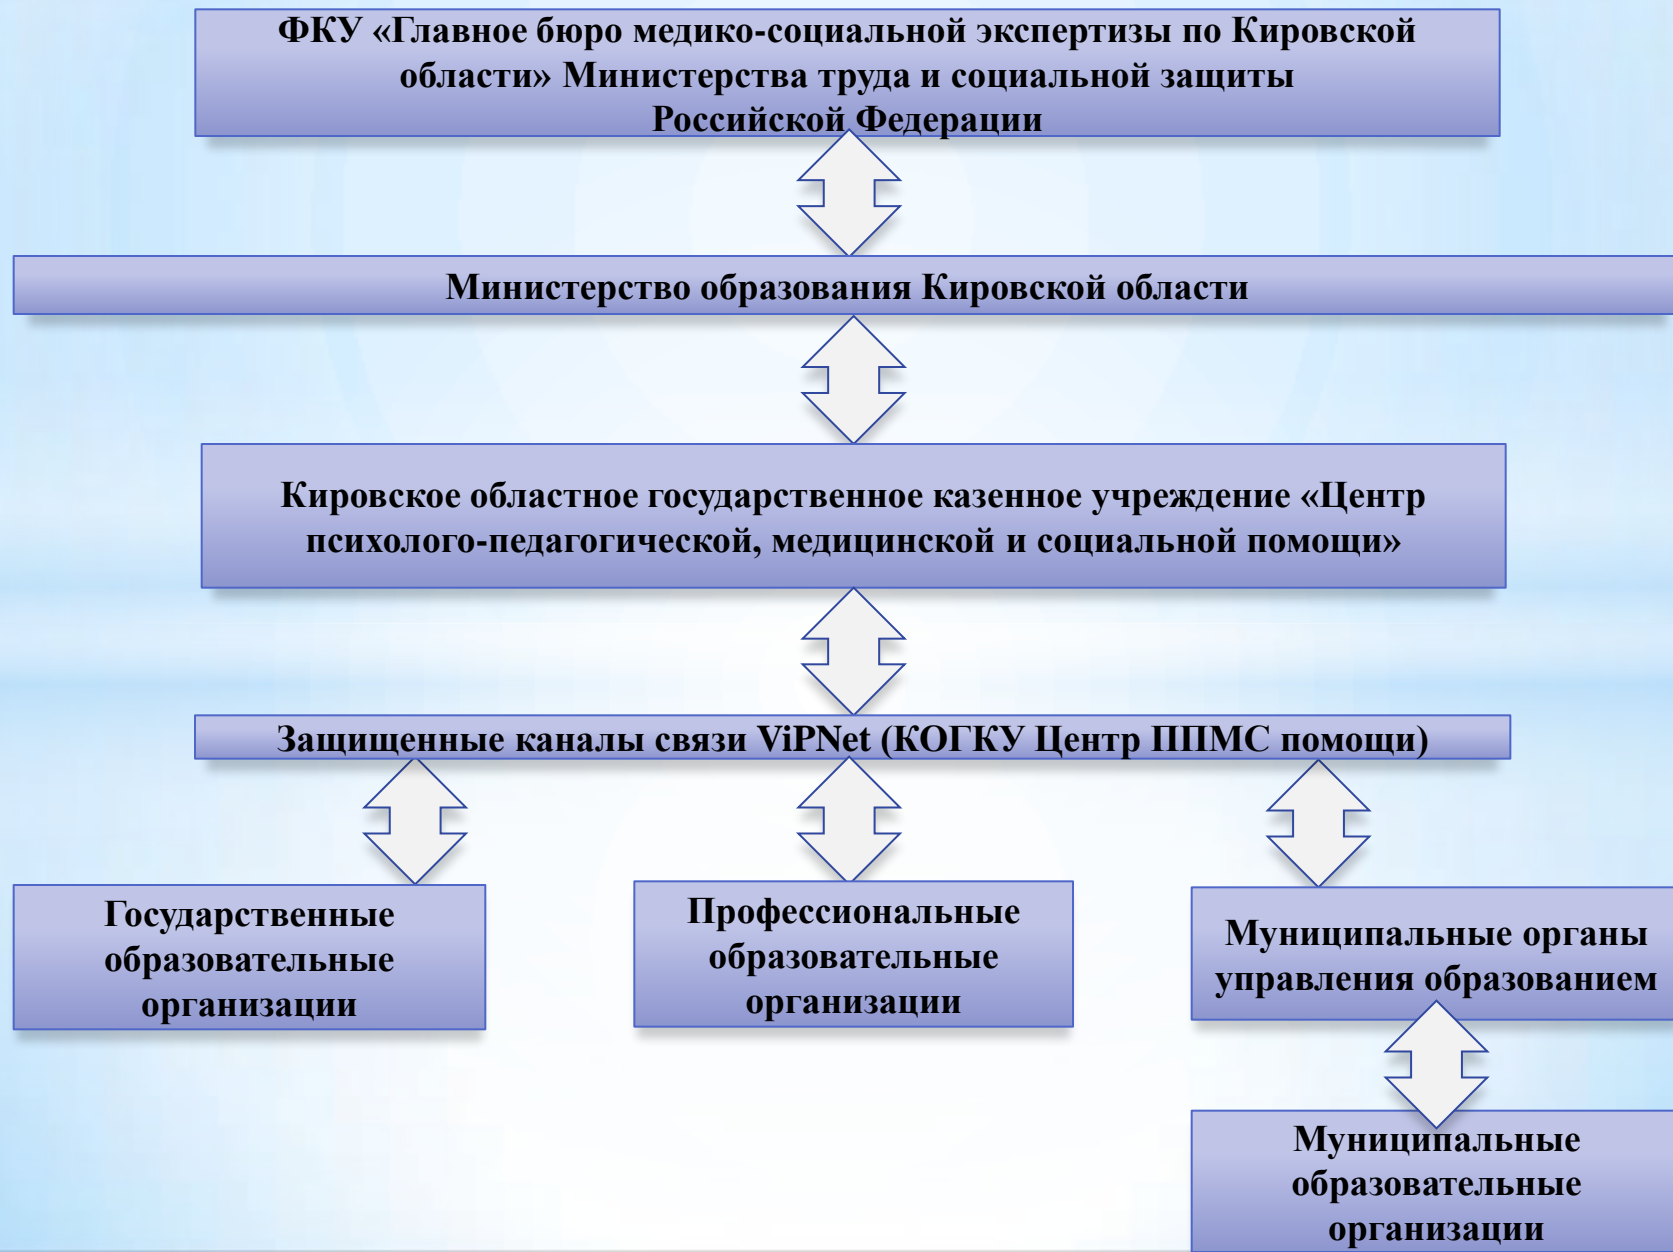 ФКУ «Главное бюро медико-социальной экспертизы по Кировской
области» Министерства труда и социальной защиты
Российской Федерации
Министерство образования Кировской области
Кировское областное государственное казенное учреждение «Центр
психолого-педагогической, медицинской и социальной помощи»
Защищенные каналы связи ViPNet (КОГКУ Центр ППМС помощи)
Государственные
образовательные
организации
Профессиональные
образовательные
организации
Муниципальные органы
управления образованием
Муниципальные
образовательные
организации